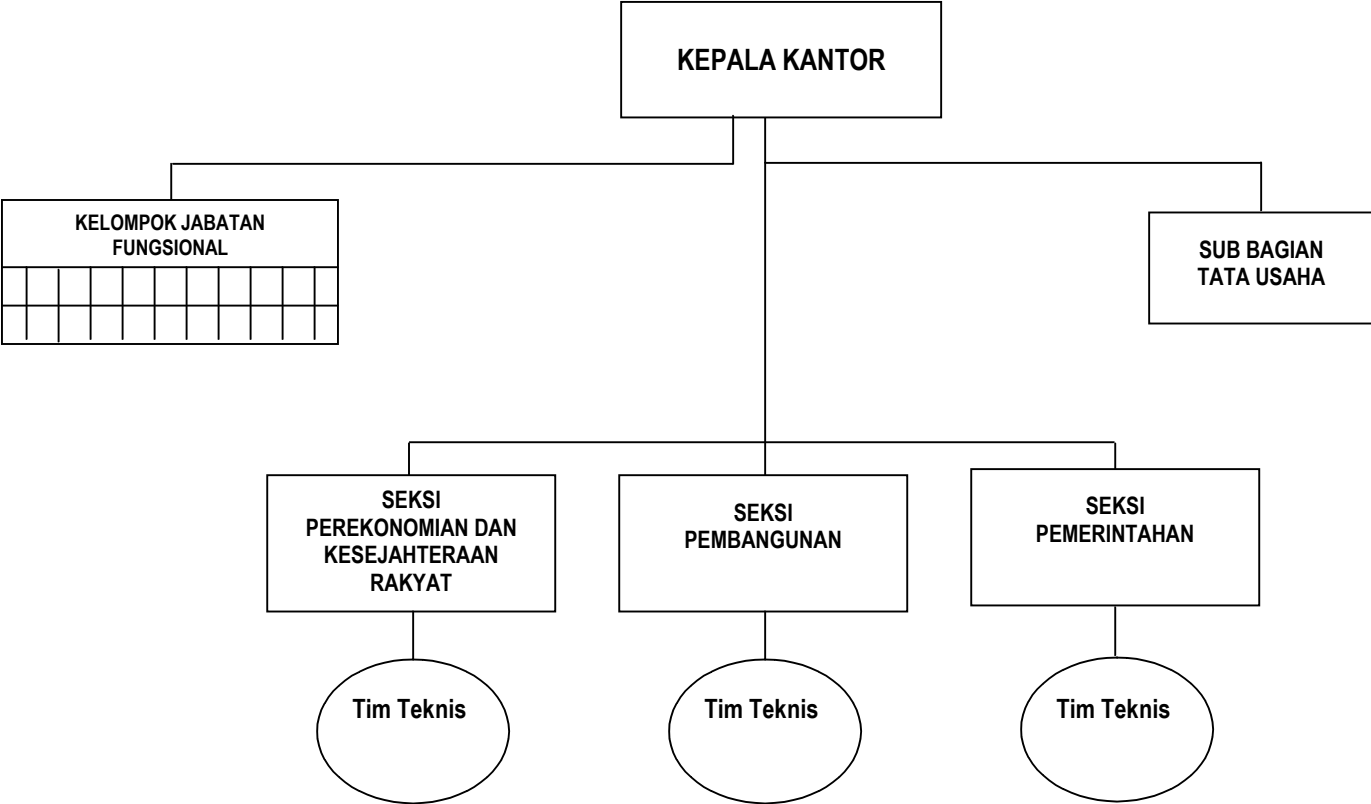 KEPALA KANTOR
KELOMPOK JABATAN
FUNGSIONAL
SUB BAGIAN
TATA USAHA
SEKSI
PEREKONOMIAN DAN
KESEJAHTERAAN
RAKYAT
SEKSI
PEMBANGUNAN
SEKSI
PEMERINTAHAN
Tim Teknis
Tim Teknis
Tim Teknis